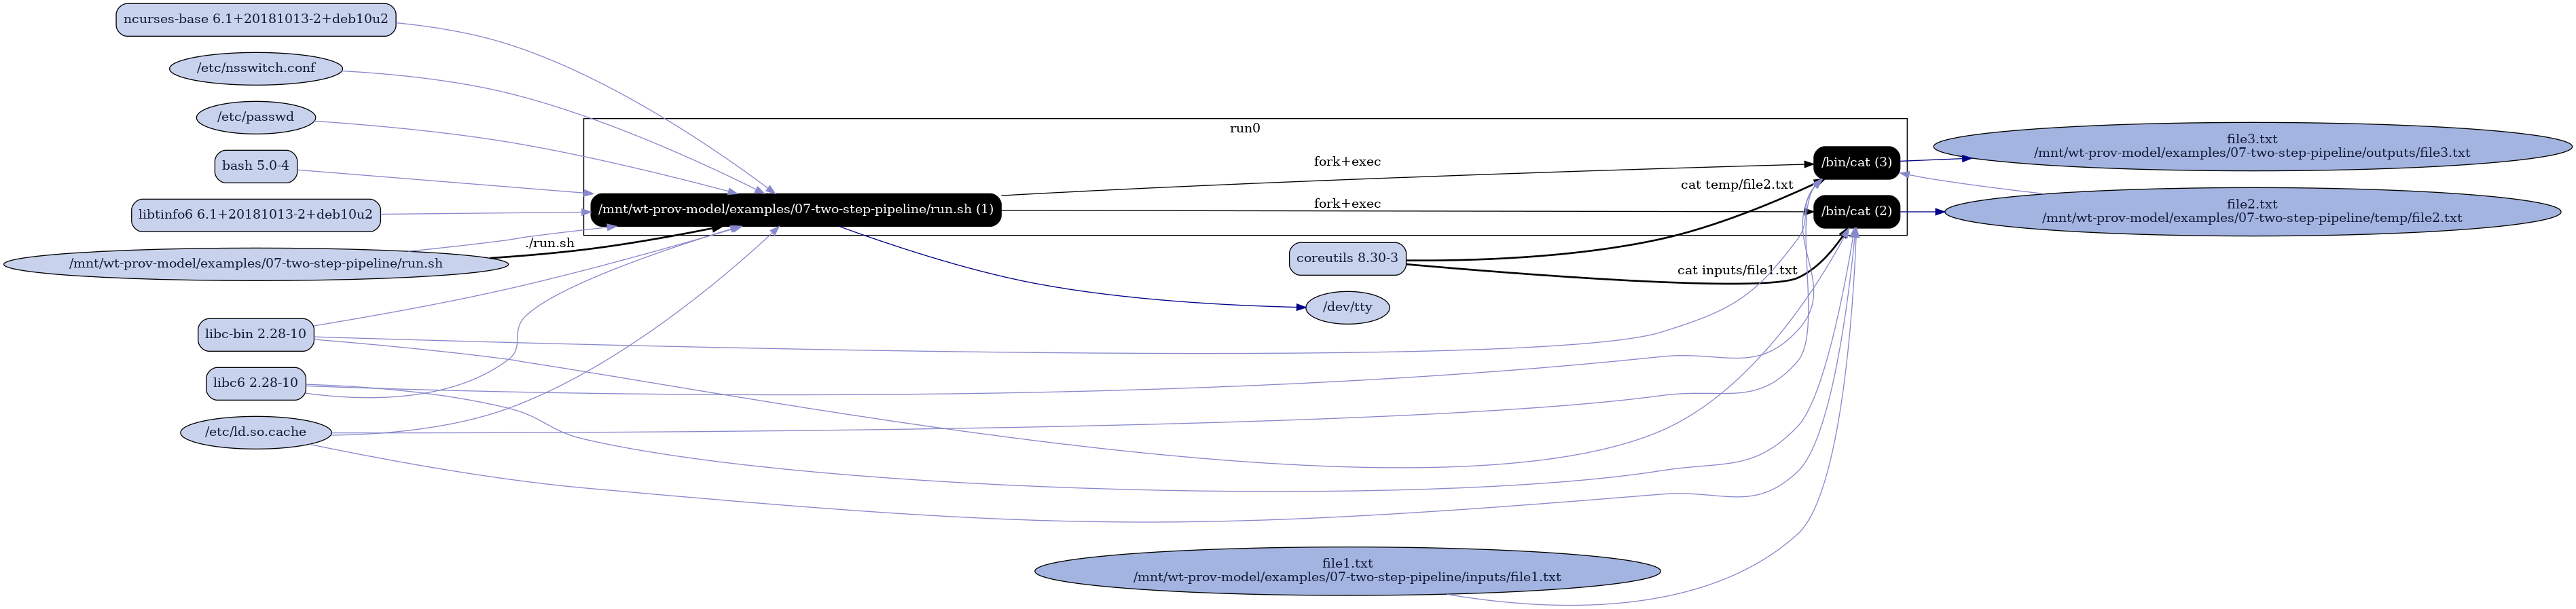 ncurses-base 6.1+20181013-2+deb10u2
/etc/nsswitch.conf
/etc/passwd
bash 5.0-4
libtinfo6 6.1+20181013-2+deb10u2
/mnt/wt-prov-model/examples/07-two-step-pipeline/run.sh
libc-bin 2.28-10
libc6 2.28-10
/etc/ld.so.cache
./run.sh
run0
/mnt/wt-prov-model/examples/07-two-step-pipeline/run.sh (1)
fork+exec
fork+exec
cat temp/file2.txt
cat inputs/file1.txt
coreutils 8.30-3
/dev/tty
/bin/cat (3)
/bin/cat (2)
file3.txt
/mnt/wt-prov-model/examples/07-two-step-pipeline/outputs/file3.txt
file2.txt
/mnt/wt-prov-model/examples/07-two-step-pipeline/temp/file2.txt
file1.txt
/mnt/wt-prov-model/examples/07-two-step-pipeline/inputs/file1.txt